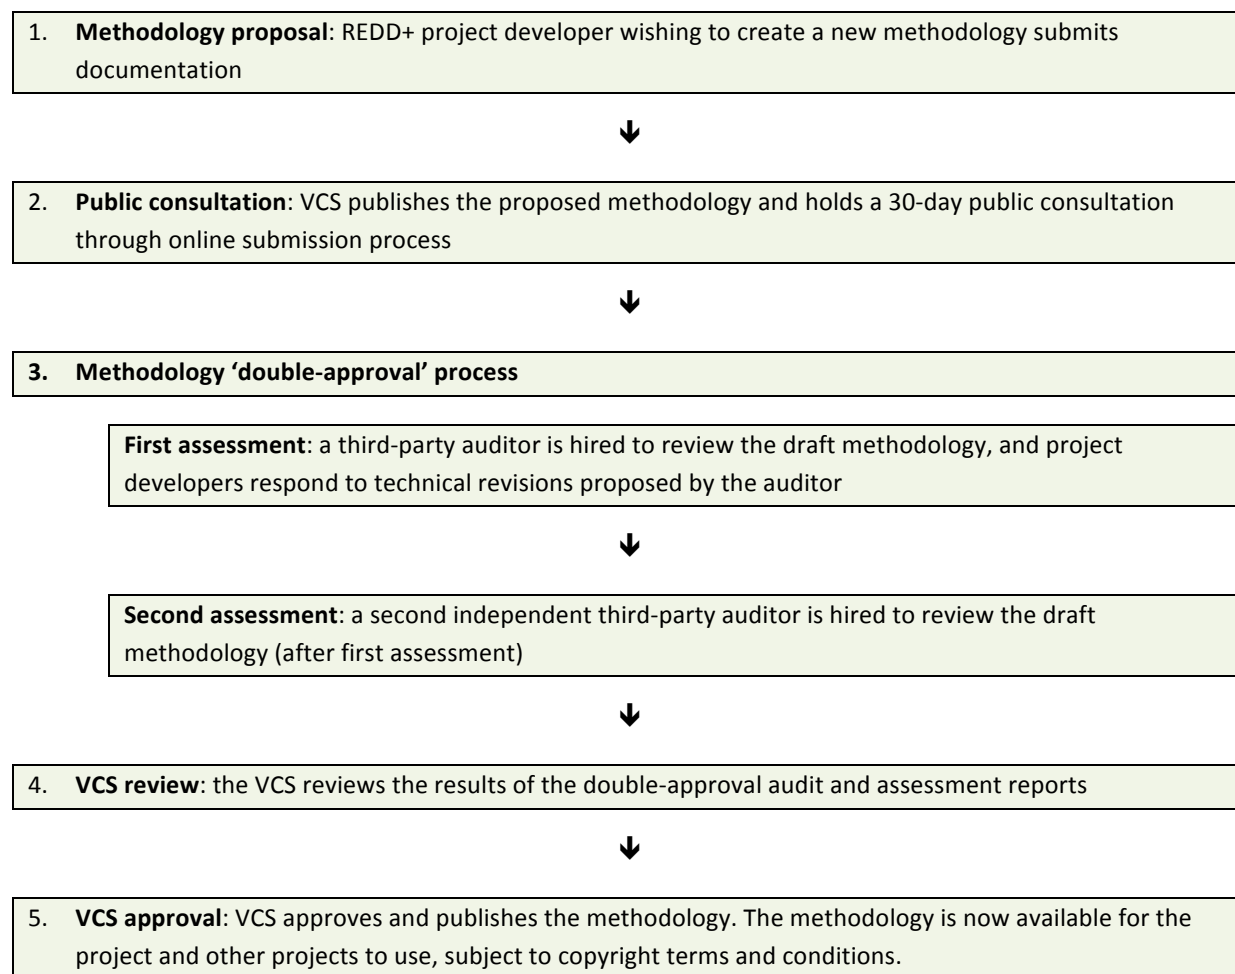 1. Methodology proposal: REDD+ project developer wishing to create a new methodology submits
documentation
🡻
2. Public consultation: VCS publishes the proposed methodology and holds a 30-day public consultation
through online submission process
🡻
3. Methodology ‘double-approval’ process
First assessment: a third-party auditor is hired to review the draft methodology, and project
developers respond to technical revisions proposed by the auditor
🡻
Second assessment: a second independent third-party auditor is hired to review the draft
methodology (after first assessment)
🡻
4. VCS review: the VCS reviews the results of the double-approval audit and assessment reports
🡻
5. VCS approval: VCS approves and publishes the methodology. The methodology is now available for the
project and other projects to use, subject to copyright terms and conditions.